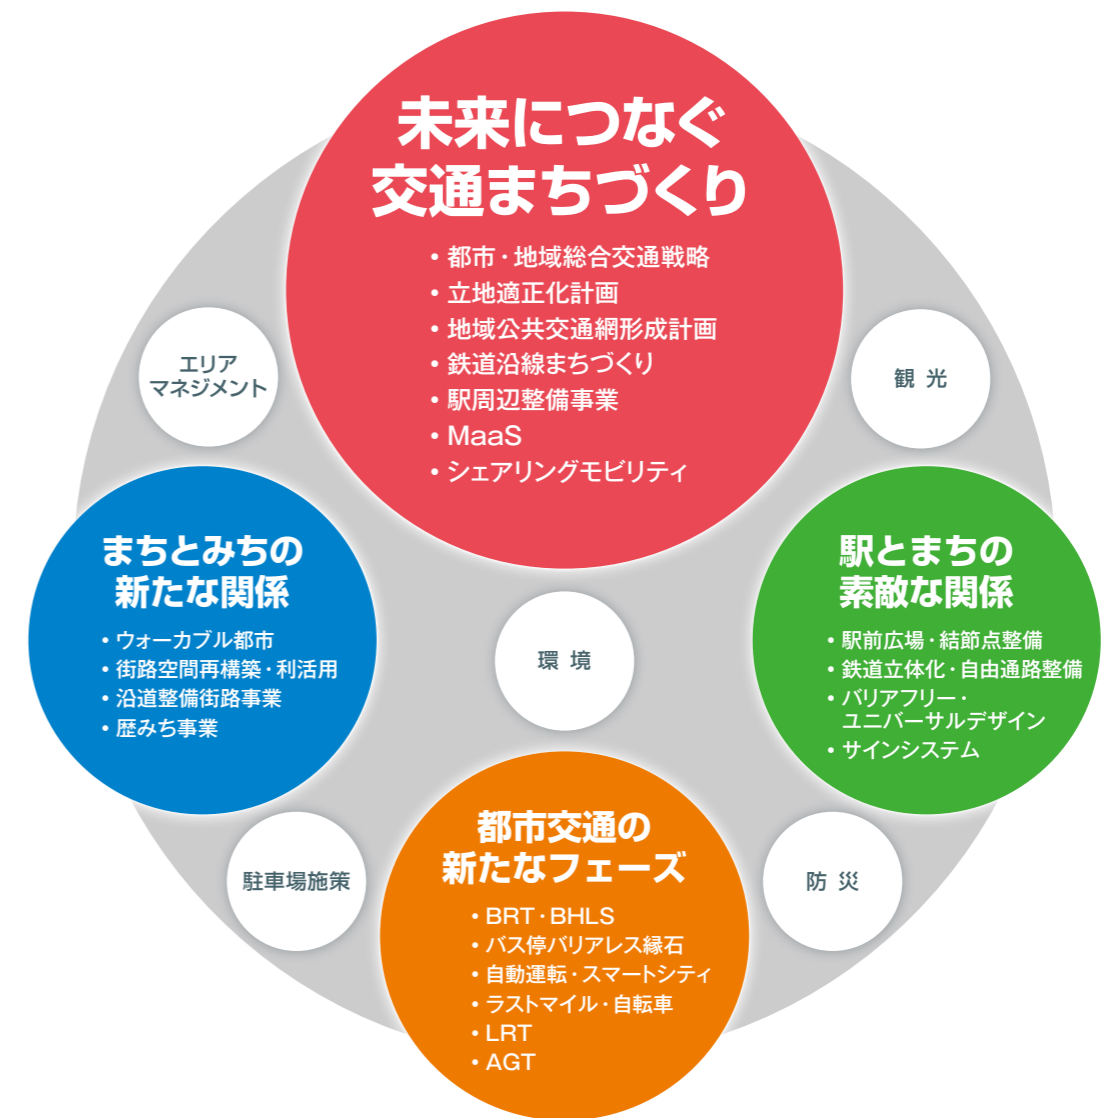 未来につなぐ
交通まちづくり
• 都市・地域総合交通戦略
• 立地適正化計画
• 地域公共交通網形成計画
• 鉄道沿線まちづくり
• 駅周辺整備事業
• MaaS
• シェアリングモビリティ
エリア
マネジメント
観 光
まちとみちの
新たな関係
• ウォーカブル都市
• 街路空間再構築・利活用
• 沿道整備街路事業
• 歴みち事業
環 境
駅とまちの
素敵な関係
• 駅前広場・結節点整備
• 鉄道立体化・自由通路整備
• バリアフリー・
ユニバーサルデザイン
• サインシステム
駐車場施策
都市交通の
新たなフェーズ
• BRT・BHLS
• バス停バリアレス縁石
• 自動運転・スマートシティ
• ラストマイル・自転車
• LRT
• AGT
防 災